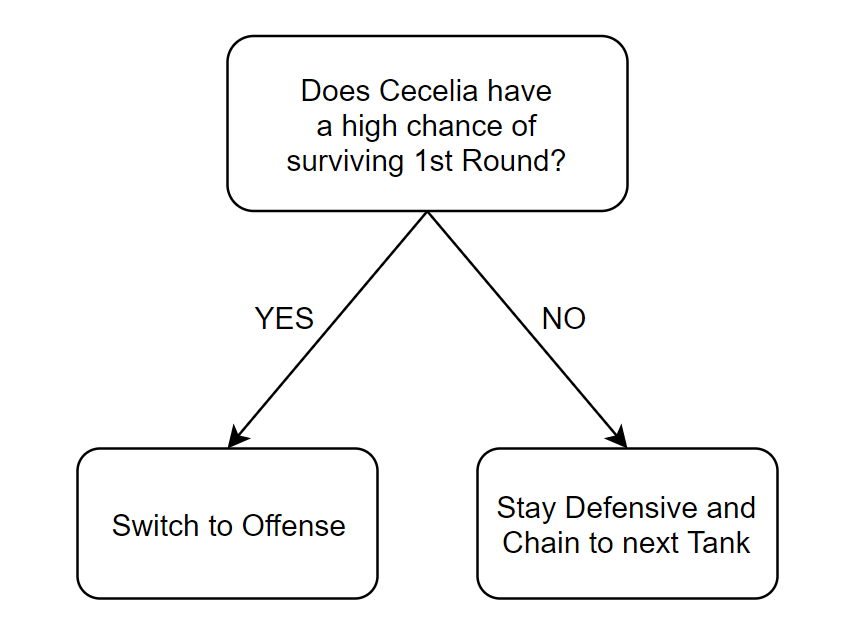 Does Cecelia have
a high chance of
surviving 1st Round?
YES
NO
Switch to Offense
Stay Defensive and
Chain to next Tank